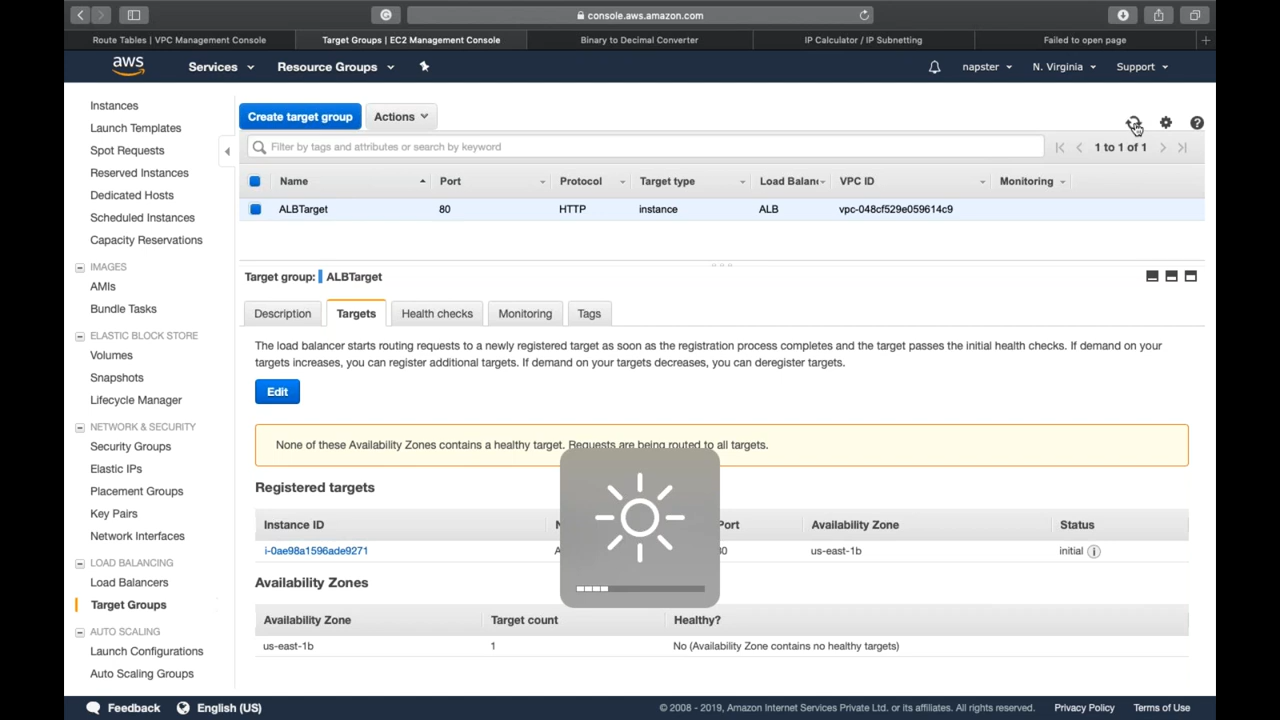 console.aws.amazon.com
Route Tables | VPC Management Console
Target Groups | EC2 Management Console
Binary to Decimal Converter
IP Calculator / IP Subnetting
Failed to open page
aws
Services
Resource Groups
napster
N. Virginia
Support
Instances
Launch Templates
Spot Requests
Reserved Instances
Dedicated Hosts
Scheduled Instances
Capacity Reservations
IMAGES
AMIs
Bundle Tasks
ELASTIC BLOCK STORE
Volumes
Snapshots
Lifecycle Manager
NETWORK & SECURITY
Security Groups
Elastic IPs
Placement Groups
Key Pairs
Network Interfaces
LOAD BALANCING
Load Balancers
Target Groups
AUTO SCALING
Launch Configurations
Auto Scaling Groups
Create target group
Actions
Filter by tags and attributes or search by keyword
1 to 1 of 1
Name Port Protocol Target type Load Balan VPC ID Monitoring
ALBTarget 80 HTTP instance ALB vpc-048cf529e059614c9
Target group: ALBTarget
Description Targets Health checks Monitoring Tags
The load balancer starts routing requests to a newly registered target as soon as the registration process completes and the target passes the initial health checks. If demand on your
targets increases, you can register additional targets. If demand on your targets decreases, you can deregister targets.
Edit
None of these Availability Zones contains a healthy target. Requests are being routed to all targets.
Registered targets
Instance ID Availability Zone Status
i-0ae98a1596ade9271 us-east-1b initial
Availability Zones
Availability Zone Target count Healthy?
us-east-1b 1 No (Availability Zone contains no healthy targets)
Feedback
English (US)
© 2008 - 2019, Amazon Internet Services Private Ltd. or its affiliates. All rights reserved.
Privacy Policy
Terms of Use